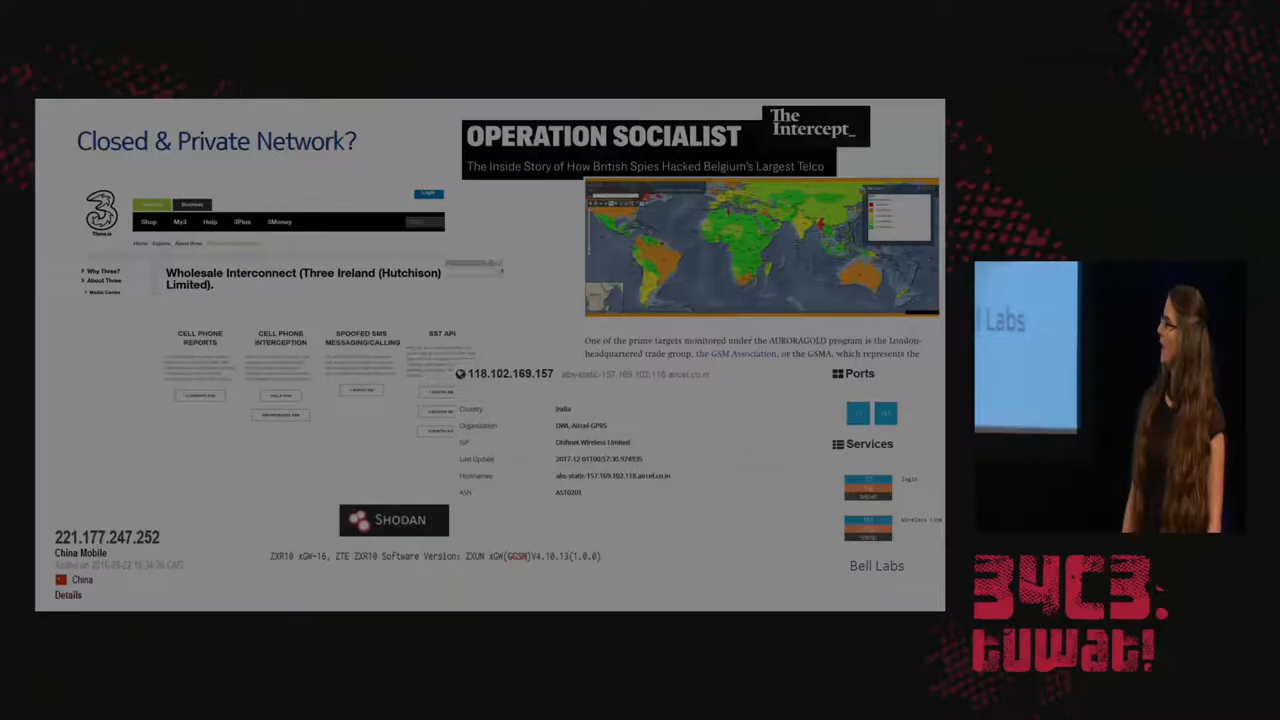 Closed & Private Network?
OPERATION SOCIALIST
The Intercept_
The Inside Story of How British Spies Hacked Belgium's Largest Telco
3
Three.ie
Login
Business
Shop My3 Help 3Plus 3Money
Home Explore About Three
Why Three?
About Three
Media Centre
Wholesale Interconnect (Three Ireland (Hutchison)
Limited).
CELL PHONE
REPORTS
CELL PHONE
INTERCEPTION
SPOOFED SMS
MESSAGING/CALLING
SS7 API
One of the prime targets monitored under the AURORAGOLD program is the London-
headquartered trade group, the GSM Association, or the GSMA, which represents the
118.102.169.157 abs-static-157.169.102.118.aircel.co.in
Country India
Organization DWL-Aircel-GPRS
ISP Dishnet Wireless Limited
Last Update 2017-12-01T00:57:30.974935
Hostnames abs-static-157.169.102.118.aircel.co.in
ASN AS10201
Ports
Services
telnet
login
SHODAN
221.177.247.252
China Mobile
China
Details
ZXR10 xGW-16, ZTE ZXR10 Software Version: ZXUN xGW(GGSN)V4.10.13(1.0.0)
Bell Labs
l Labs
34C3.
tuwat!